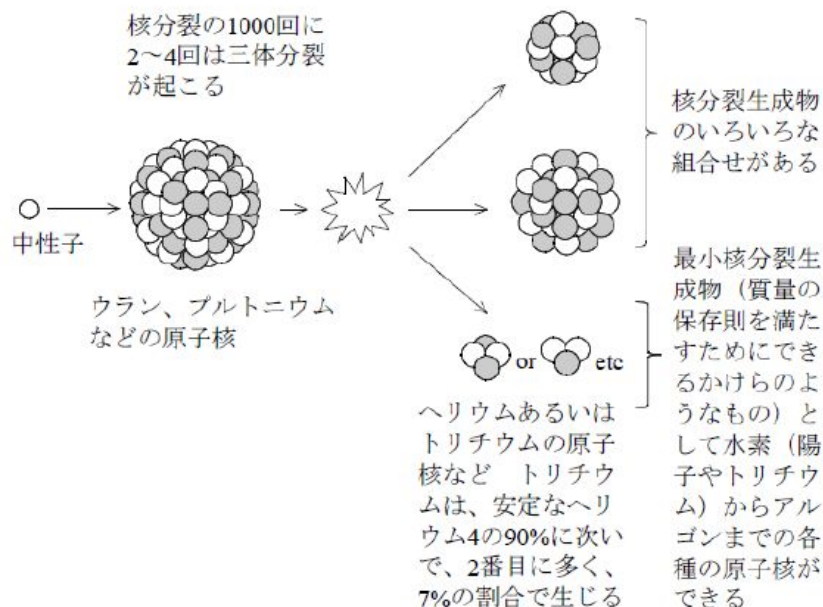 核分裂の1000回に
2〜4回は三体分裂
が起こる
核分裂生成物
のいろいろな
組合せがある
中性子
ウラン、プルトニウム
などの原子核
or
etc
ヘリウムあるいは
トリチウムの原子
核など　トリチウ
ムは、安定なヘリ
ウム4の90%に次い
で、2番目に多く、
7%の割合で生じる
最小核分裂生
成物（質量の
保存則を満た
すためにでき
るかけらのよ
うなもの）と
して水素（陽
子やトリチウ
ム）からアル
ゴンまでの各
種の原子核が
できる